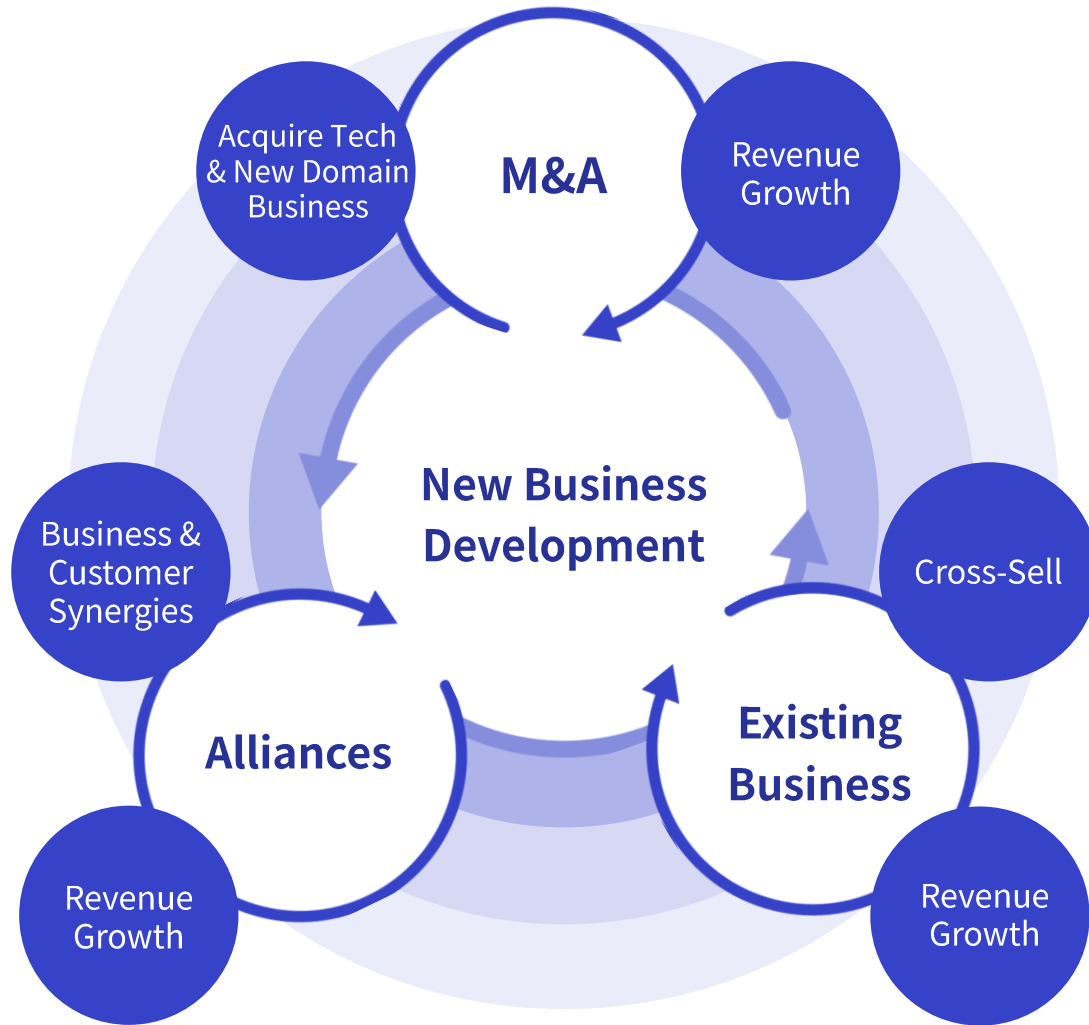 Acquire Tech
& New Domain
Business
M&A
Revenue
Growth
New Business
Development
Business &
Customer
Synergies
Cross-Sell
Alliances
Existing
Business
Revenue
Growth
Revenue
Growth